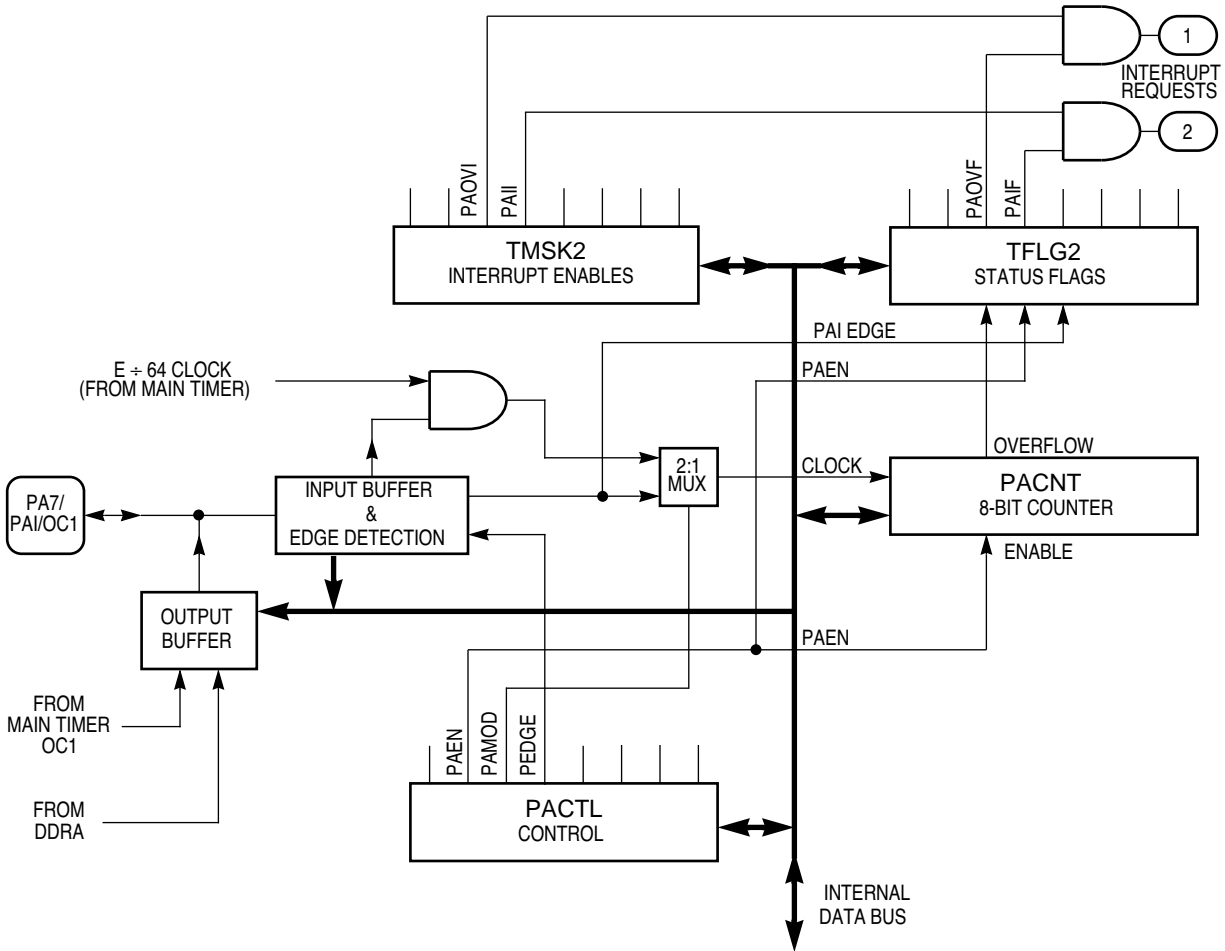 1
INTERRUPT
REQUESTS
2
PAOVI
PAII
PAOVF
PAIF
TMSK2
INTERRUPT ENABLES
TFLG2
STATUS FLAGS
PAI EDGE
E ÷ 64 CLOCK
(FROM MAIN TIMER)
PAEN
OVERFLOW
2:1
MUX
CLOCK
PACNT
8-BIT COUNTER
PA7/
PAI/OC1
INPUT BUFFER
&
EDGE DETECTION
ENABLE
OUTPUT
BUFFER
PAEN
FROM
MAIN TIMER
OC1
PAEN
PAMOD
PEDGE
FROM
DDRA
PACTL
CONTROL
INTERNAL
DATA BUS